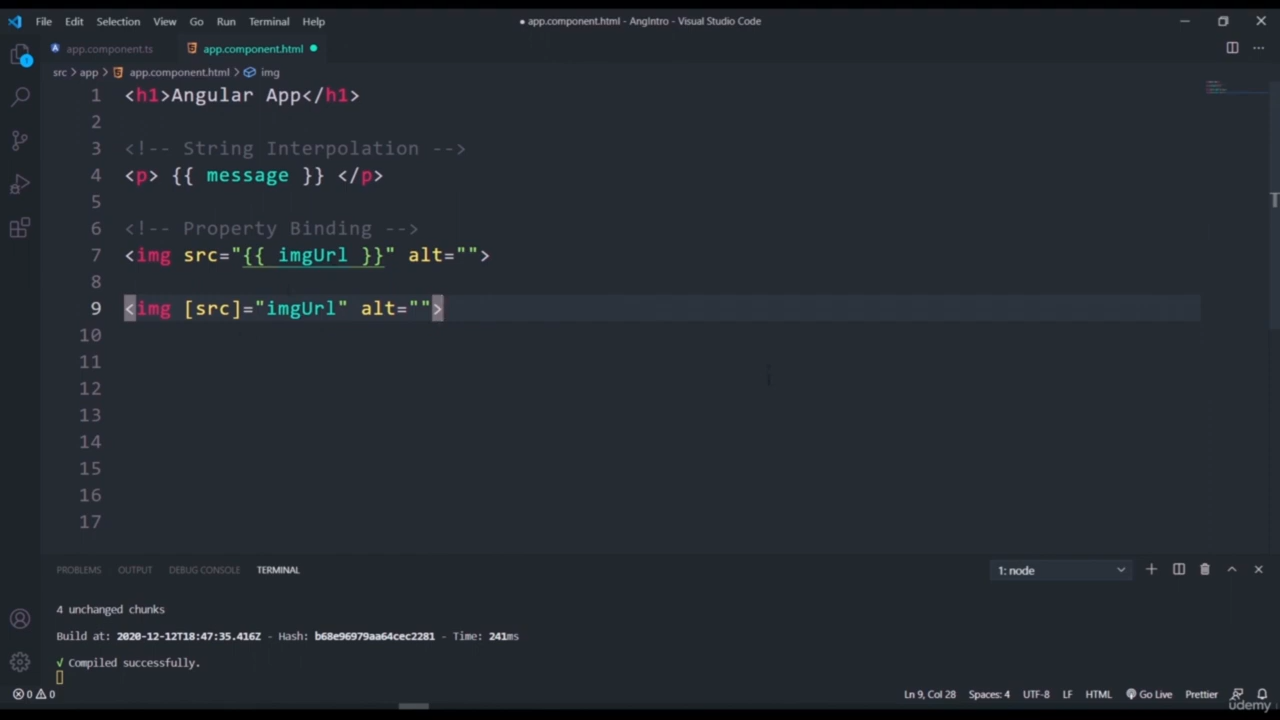 File Edit Selection View Go Run Terminal Help ● app.component.html - AngIntro - Visual Studio Code
app.component.ts app.component.html
src > app > app.component.html > img
1 <h1>Angular App</h1>
2
3 <!-- String Interpolation -->
4 <p> {{ message }} </p>
5
6 <!-- Property Binding -->
7 <img src="{{ imgUrl }}" alt="">
8
9 <img [src]="imgUrl" alt="">
10
11
12
13
14
15
16
17
PROBLEMS OUTPUT DEBUG CONSOLE TERMINAL 1: node
4 unchanged chunks
Build at: 2020-12-12T18:47:35.416Z - Hash: b68e96979aa64cec2281 - Time: 241ms
√ Compiled successfully.
0 0 Ln 9, Col 28 Spaces: 4 UTF-8 LF HTML Go Live Prettier
udemy